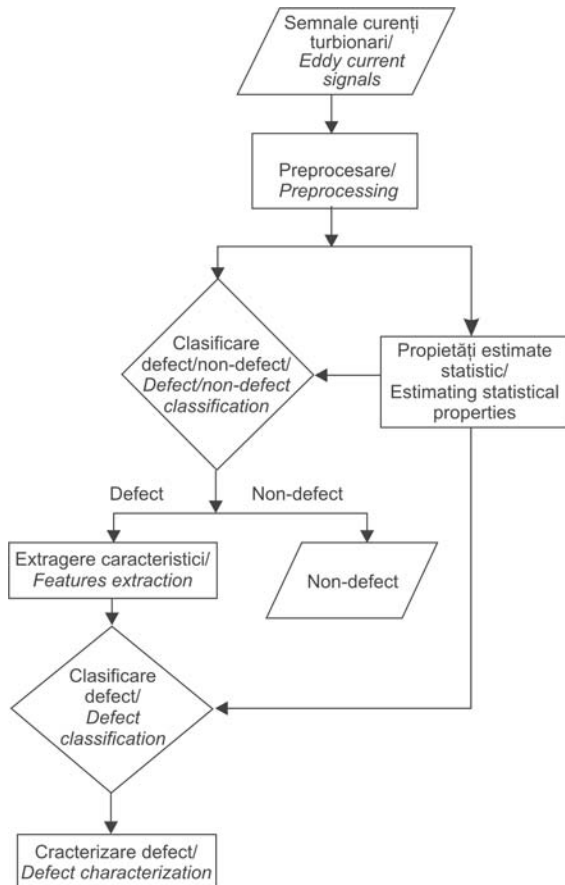 Semnale curenți
turbionari/
Eddy current
signals
Preprocesare/
Preprocessing
Clasificare
defect/non-defect/
Defect/non-defect
classification
Propietăți estimate
statistic/
Estimating statistical
properties
Defect
Non-defect
Extragere caracteristici/
Features extraction
Non-defect
Clasificare
defect/
Defect
classification
Cracterizare defect/
Defect characterization